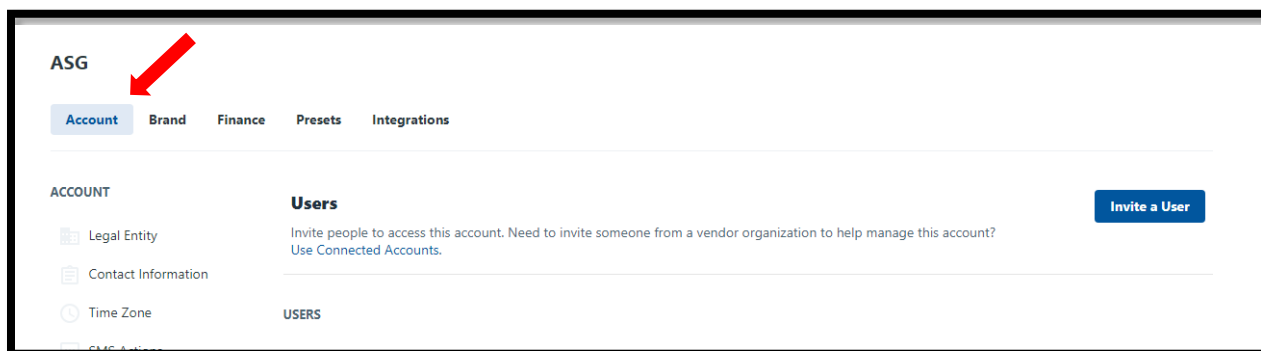 ASG
Account Brand Finance Presets Integrations
ACCOUNT
Legal Entity
Contact Information
Time Zone
SMS Actions
Users
Invite a User
Invite people to access this account. Need to invite someone from a vendor organization to help manage this account?
Use Connected Accounts.
USERS